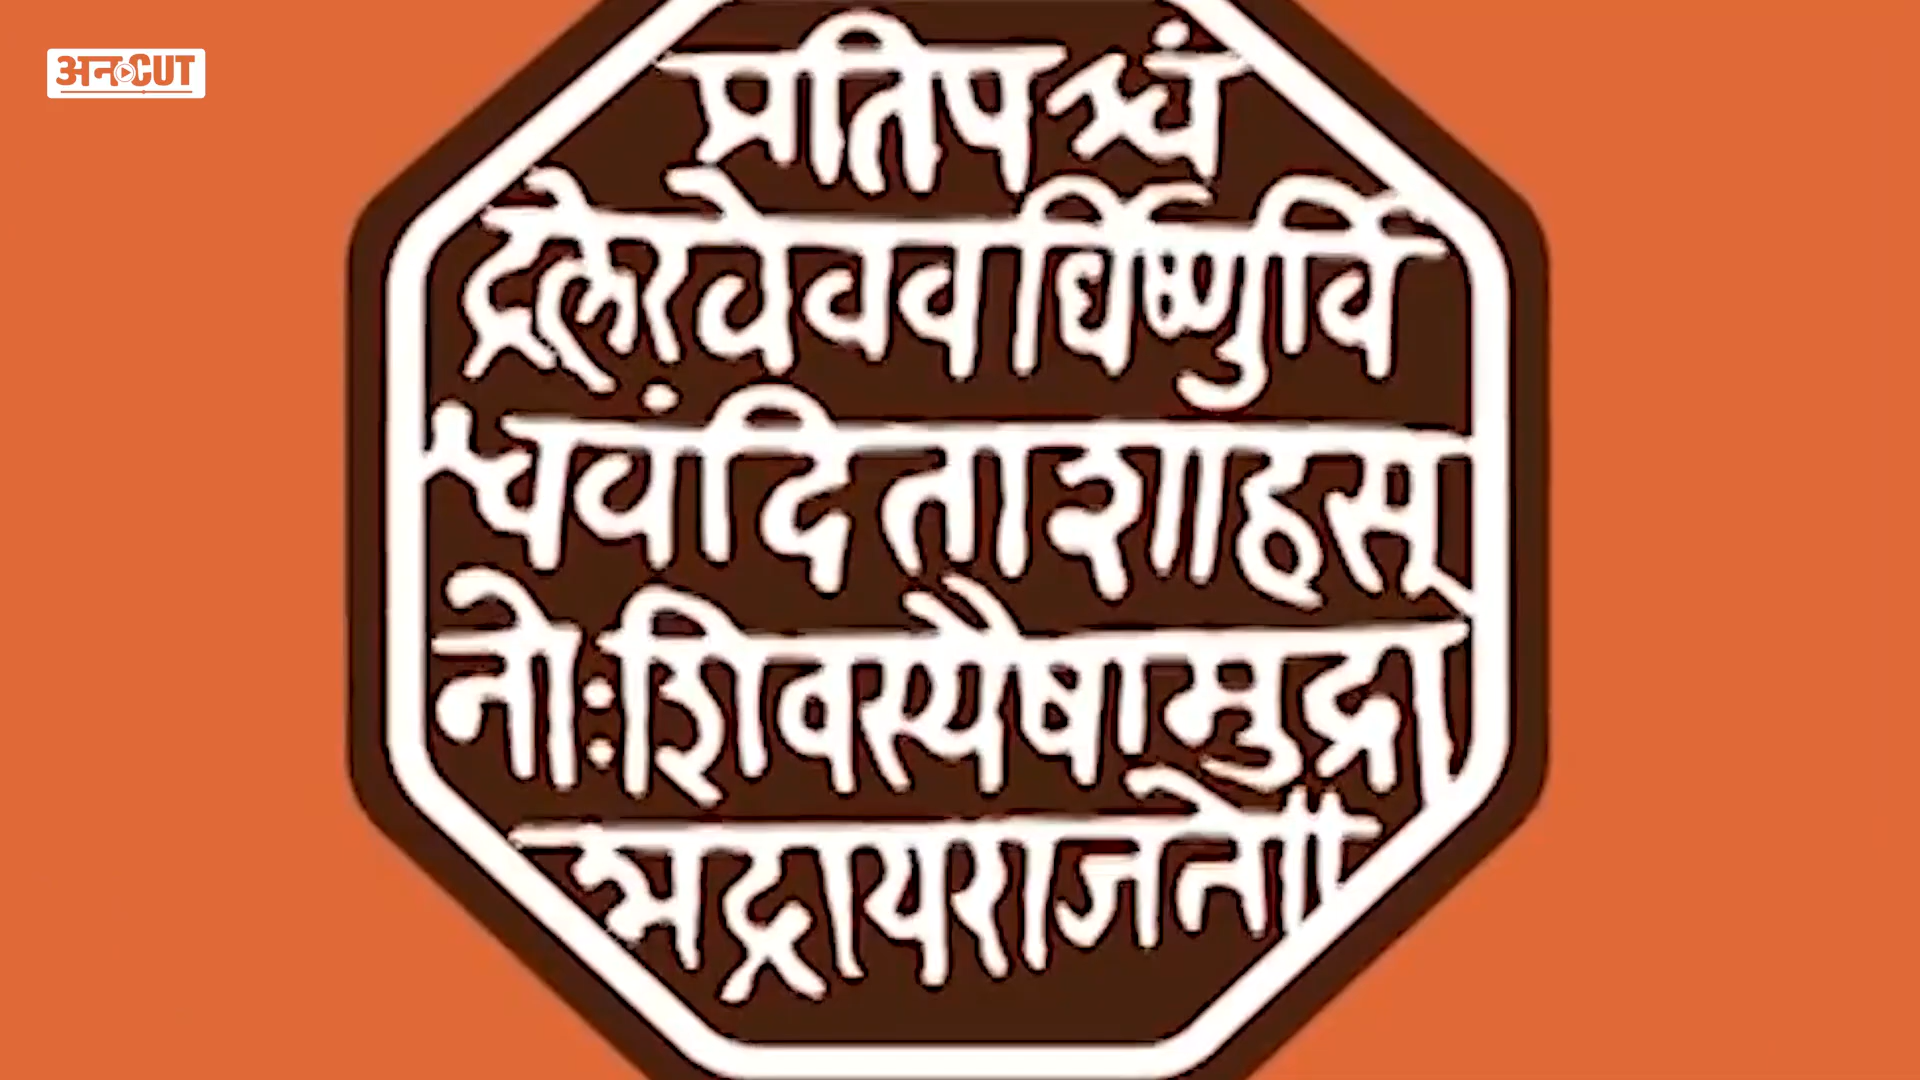 अनCUT
प्रतिपच्चं
द्रलेखेववर्धिष्णुर्वि
श्ववंदिताशाहसू
नोःशिवस्यैषामुद्रा
भद्रायराजते॥